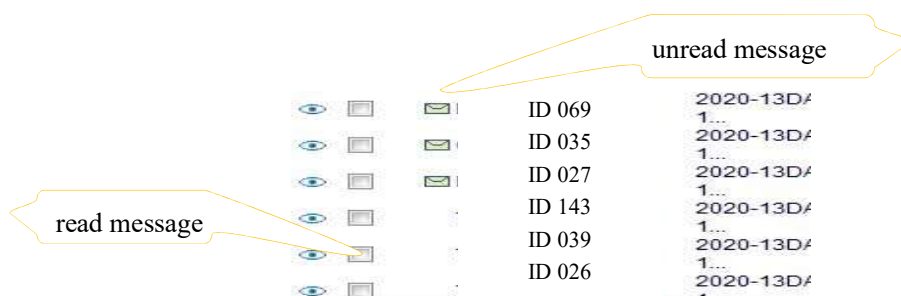 unread message
ID 069 2020-13DA
1...
ID 035 2020-13DA
1...
ID 027 2020-13DA
1...
ID 143 2020-13DA
1...
read message
ID 039 2020-13DA
1...
ID 026 2020-13DA